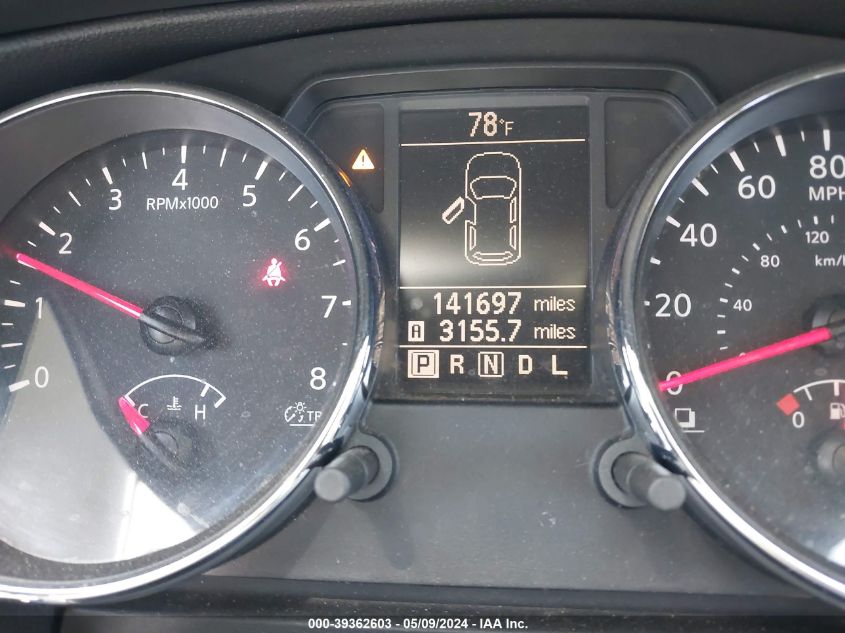 78°F
0 1 2 3 4 5 6 7 8
RPMx1000
C H
0 20 40 60 80
MPH
40 80 120
km/h
141697 miles
A 3155.7 miles
P R N D L
0
000-39362603 / 05/09/2024 - IAA Inc.